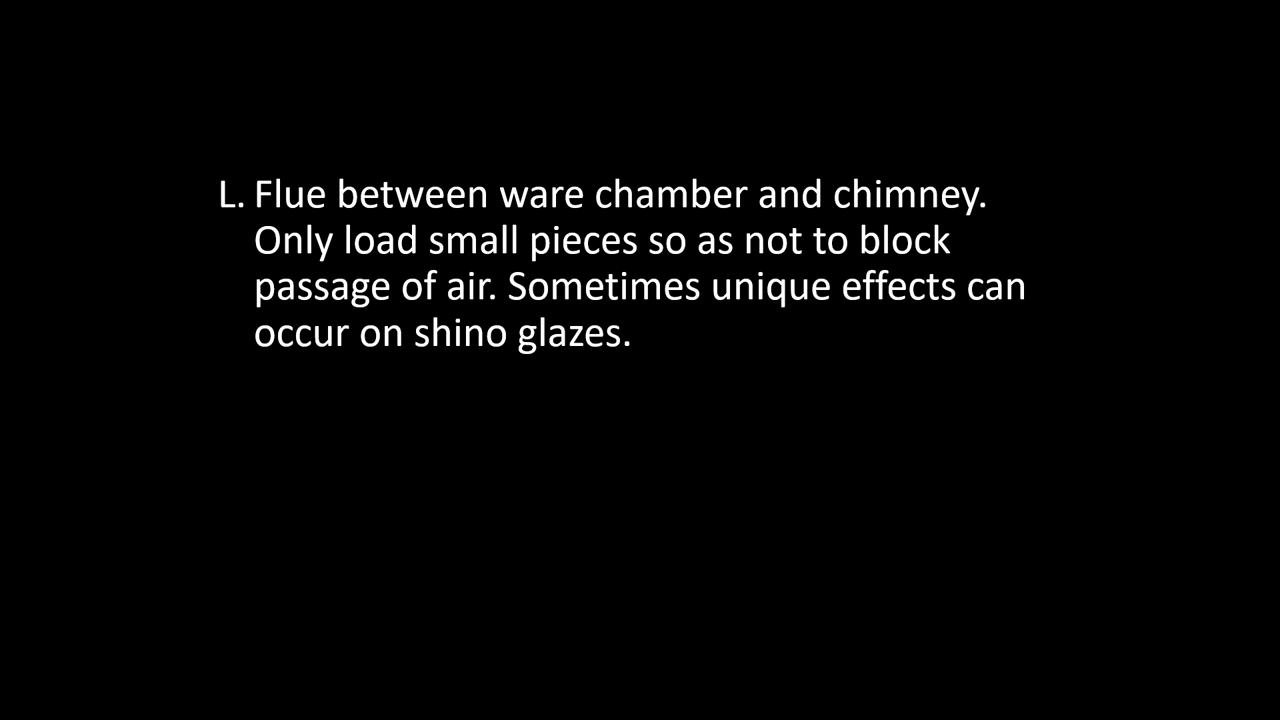 L. Flue between ware chamber and chimney.
Only load small pieces so as not to block
passage of air. Sometimes unique effects can
occur on shino glazes.